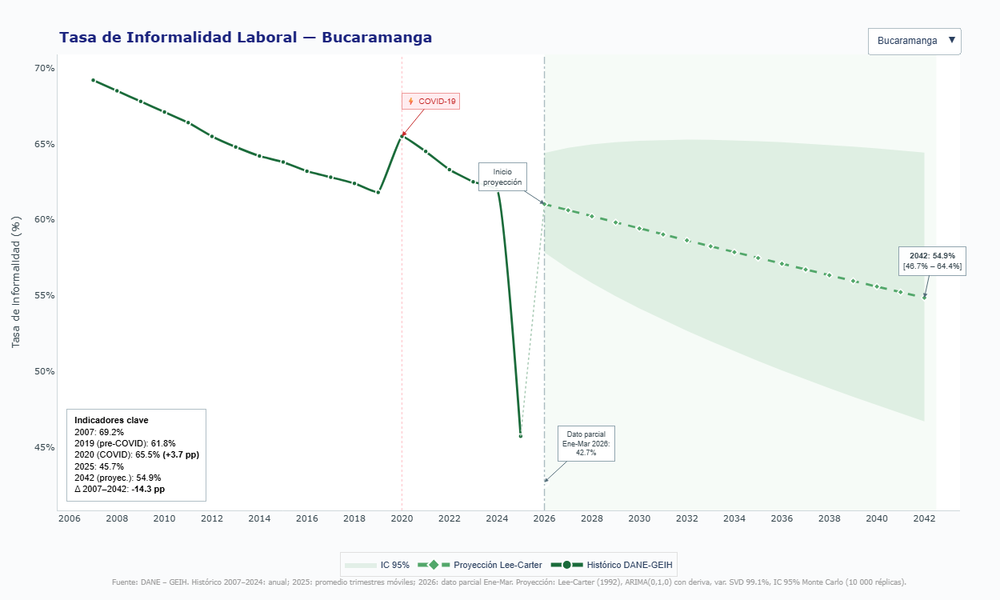 Tasa de Informalidad Laboral — Bucaramanga
Bucaramanga ▼
Tasa de Informalidad (%)
70%
65%
60%
55%
50%
45%
COVID-19
Inicio
proyección
2042: 54.9%
[46.7% – 64.4%]
Dato parcial
Ene-Mar 2026:
42.7%
Indicadores clave
2007: 69.2%
2019 (pre-COVID): 61.8%
2020 (COVID): 65.5% (+3.7 pp)
2025: 45.7%
2042 (proyec.): 54.9%
Δ 2007–2042: -14.3 pp
2006 2008 2010 2012 2014 2016 2018 2020 2022 2024 2026 2028 2030 2032 2034 2036 2038 2040 2042
IC 95% Proyección Lee-Carter Histórico DANE-GEIH
Fuente: DANE – GEIH. Histórico 2007–2024: anual; 2025: promedio trimestres móviles; 2026: dato parcial Ene-Mar. Proyección: Lee-Carter (1992), ARIMA(0,1,0) con deriva, var. SVD 99.1%, IC 95% Monte Carlo (10 000 réplicas).